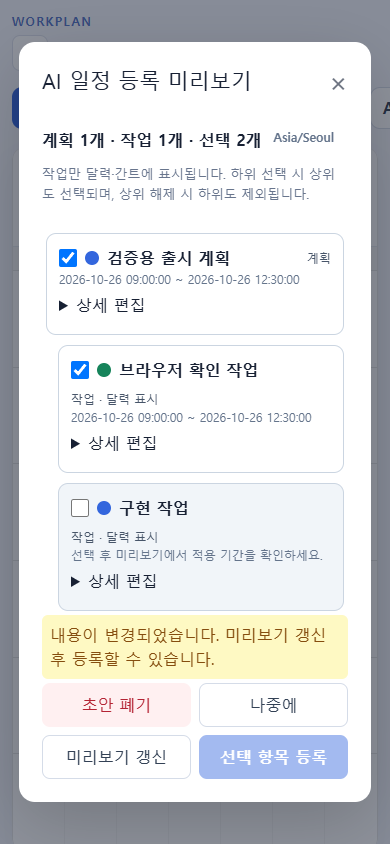 WORKPLAN
AI 일정 등록 미리보기
계획 1개 · 작업 1개 · 선택 2개 Asia/Seoul
작업만 달력·간트에 표시됩니다. 하위 선택 시 상위
도 선택되며, 상위 해제 시 하위도 제외됩니다.
검증용 출시 계획 계획
2026-10-26 09:00:00 ~ 2026-10-26 12:30:00
상세 편집
브라우저 확인 작업
작업 · 달력 표시
2026-10-26 09:00:00 ~ 2026-10-26 12:30:00
상세 편집
구현 작업
작업 · 달력 표시
선택 후 미리보기에서 적용 기간을 확인하세요.
상세 편집
내용이 변경되었습니다. 미리보기 갱신
후 등록할 수 있습니다.
초안 폐기 나중에
미리보기 갱신 선택 항목 등록